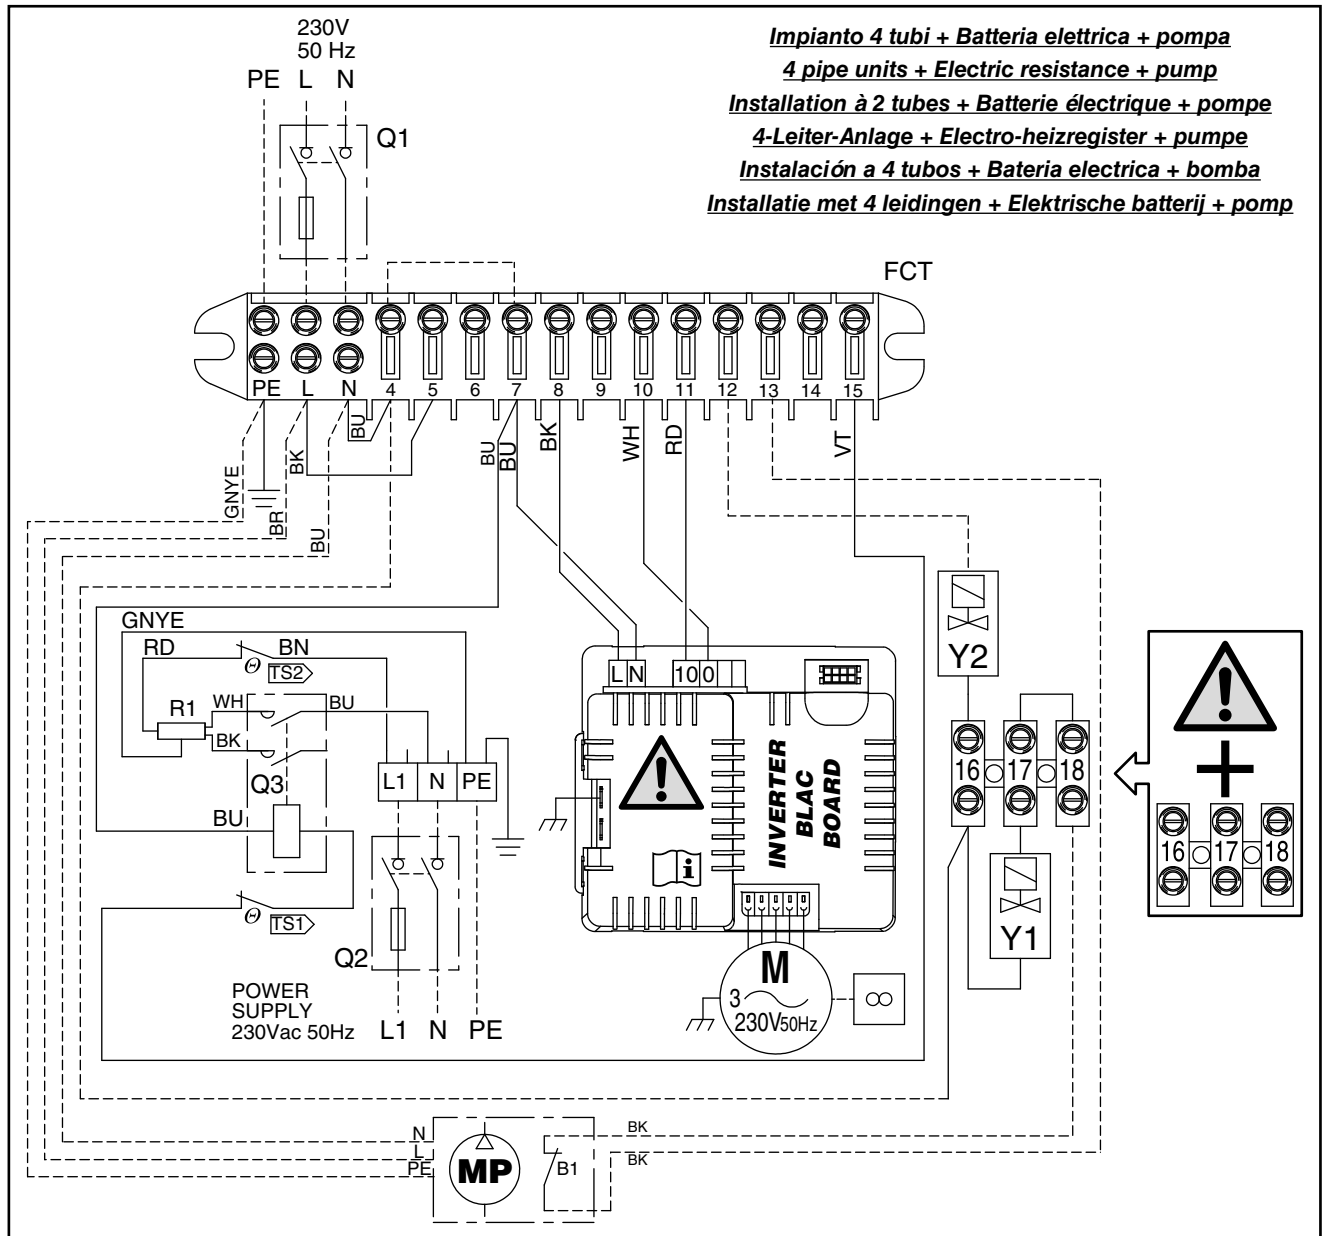 230V
50 Hz
PE L N
Q1
Impianto 4 tubi + Batteria elettrica + pompa
4 pipe units + Electric resistance + pump
Installation à 2 tubes + Batterie électrique + pompe
4-Leiter-Anlage + Electro-heizregister + pumpe
Instalación a 4 tubos + Bateria electrica + bomba
Installatie met 4 leidingen + Elektrische batterij + pomp
FCT
PE L N 4 5 6 7 8 9 10 11 12 13 14 15
GNYE
BR
BK
BU
BU
BU
BU
BK
WH
RD
VT
GNYE
RD
BN
TS2
R1
WH
BU
BK
Q3
L1 N PE
BU
TS1
Q2
POWER
SUPPLY
230Vac 50Hz
L1 N PE
L N
10 0
INVERTER
BLAC
BOARD
i
M
3
230V50Hz
Y2
16 17 18
Y1
16 17 18
N
L
PE
MP
B1
BK
BK